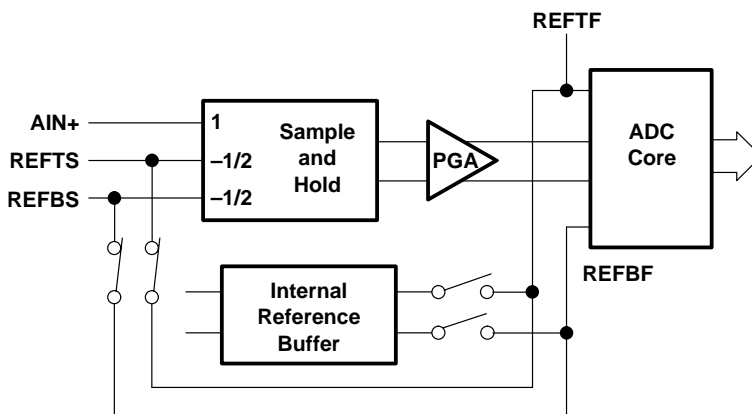 REFTF
AIN+
REFTS
REFBS
1
–1/2
–1/2
Sample
and
Hold
PGA
ADC
Core
REFBF
Internal
Reference
Buffer